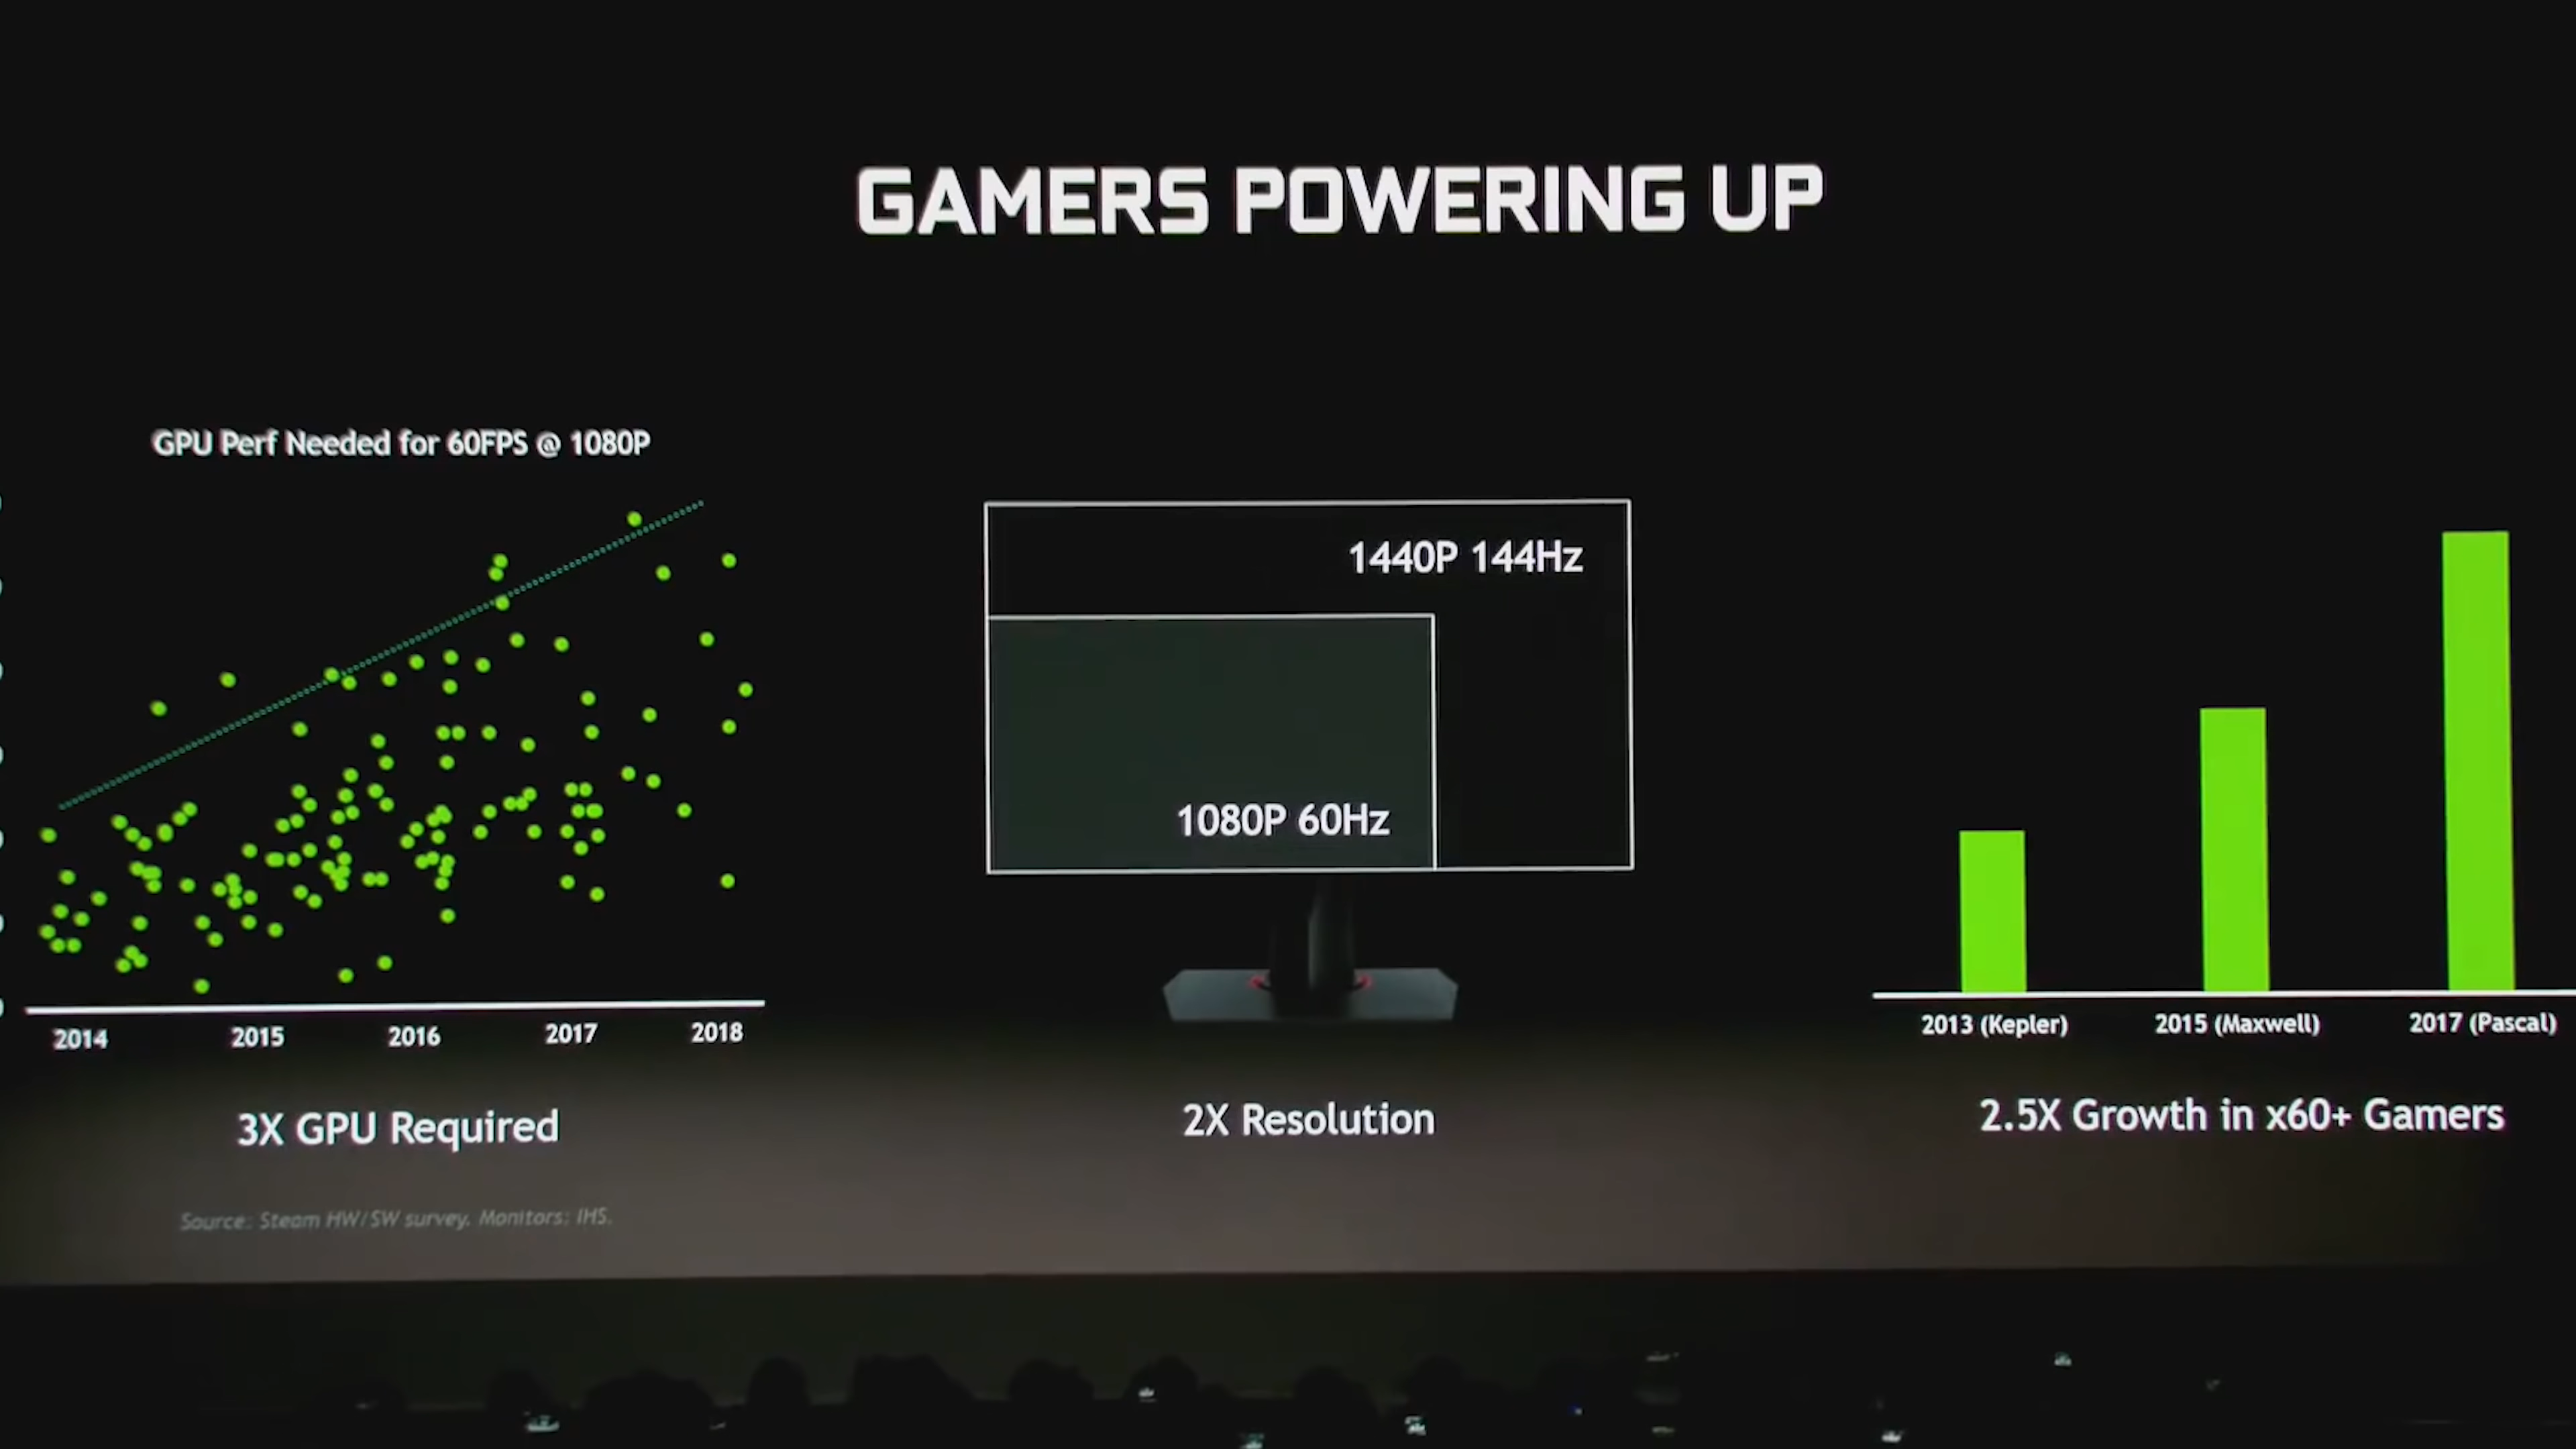 GAMERS POWERING UP
GPU Perf Needed for 60FPS @ 1080P
2014 2015 2016 2017 2018
3X GPU Required
Source: Steam HW/SW survey. Monitors: IHS.
1440P 144Hz
1080P 60Hz
2X Resolution
2013 (Kepler) 2015 (Maxwell) 2017 (Pascal)
2.5X Growth in x60+ Gamers